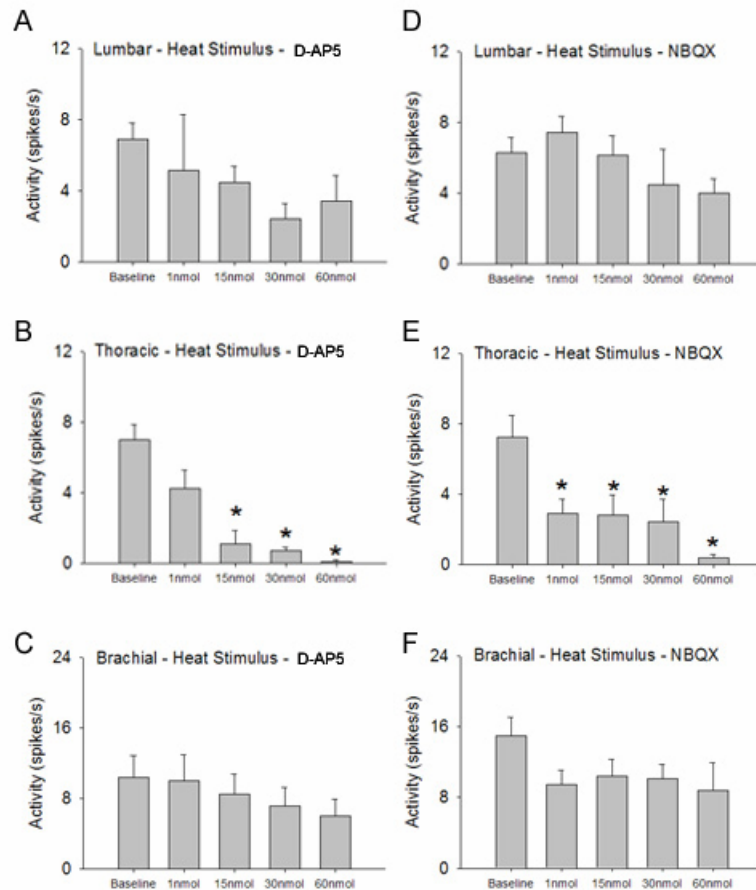 A
Lumbar - Heat Stimulus - D-AP5
Activity (spikes/s)
12
8
4
0
Baseline 1nmol 15nmol 30nmol 60nmol
D
Lumbar - Heat Stimulus - NBQX
Activity (spikes/s)
12
8
4
0
Baseline 1nmol 15nmol 30nmol 60nmol
B
Thoracic - Heat Stimulus - D-AP5
Activity (spikes/s)
12
8
4
0
* * *
Baseline 1nmol 15nmol 30nmol 60nmol
E
Thoracic - Heat Stimulus - NBQX
Activity (spikes/s)
12
8
4
0
* * * *
Baseline 1nmol 15nmol 30nmol 60nmol
C
Brachial - Heat Stimulus - D-AP5
Activity (spikes/s)
24
16
8
0
Baseline 1nmol 15nmol 30nmol 60nmol
F
Brachial - Heat Stimulus - NBQX
Activity (spikes/s)
24
16
8
0
Baseline 1nmol 15nmol 30nmol 60nmol